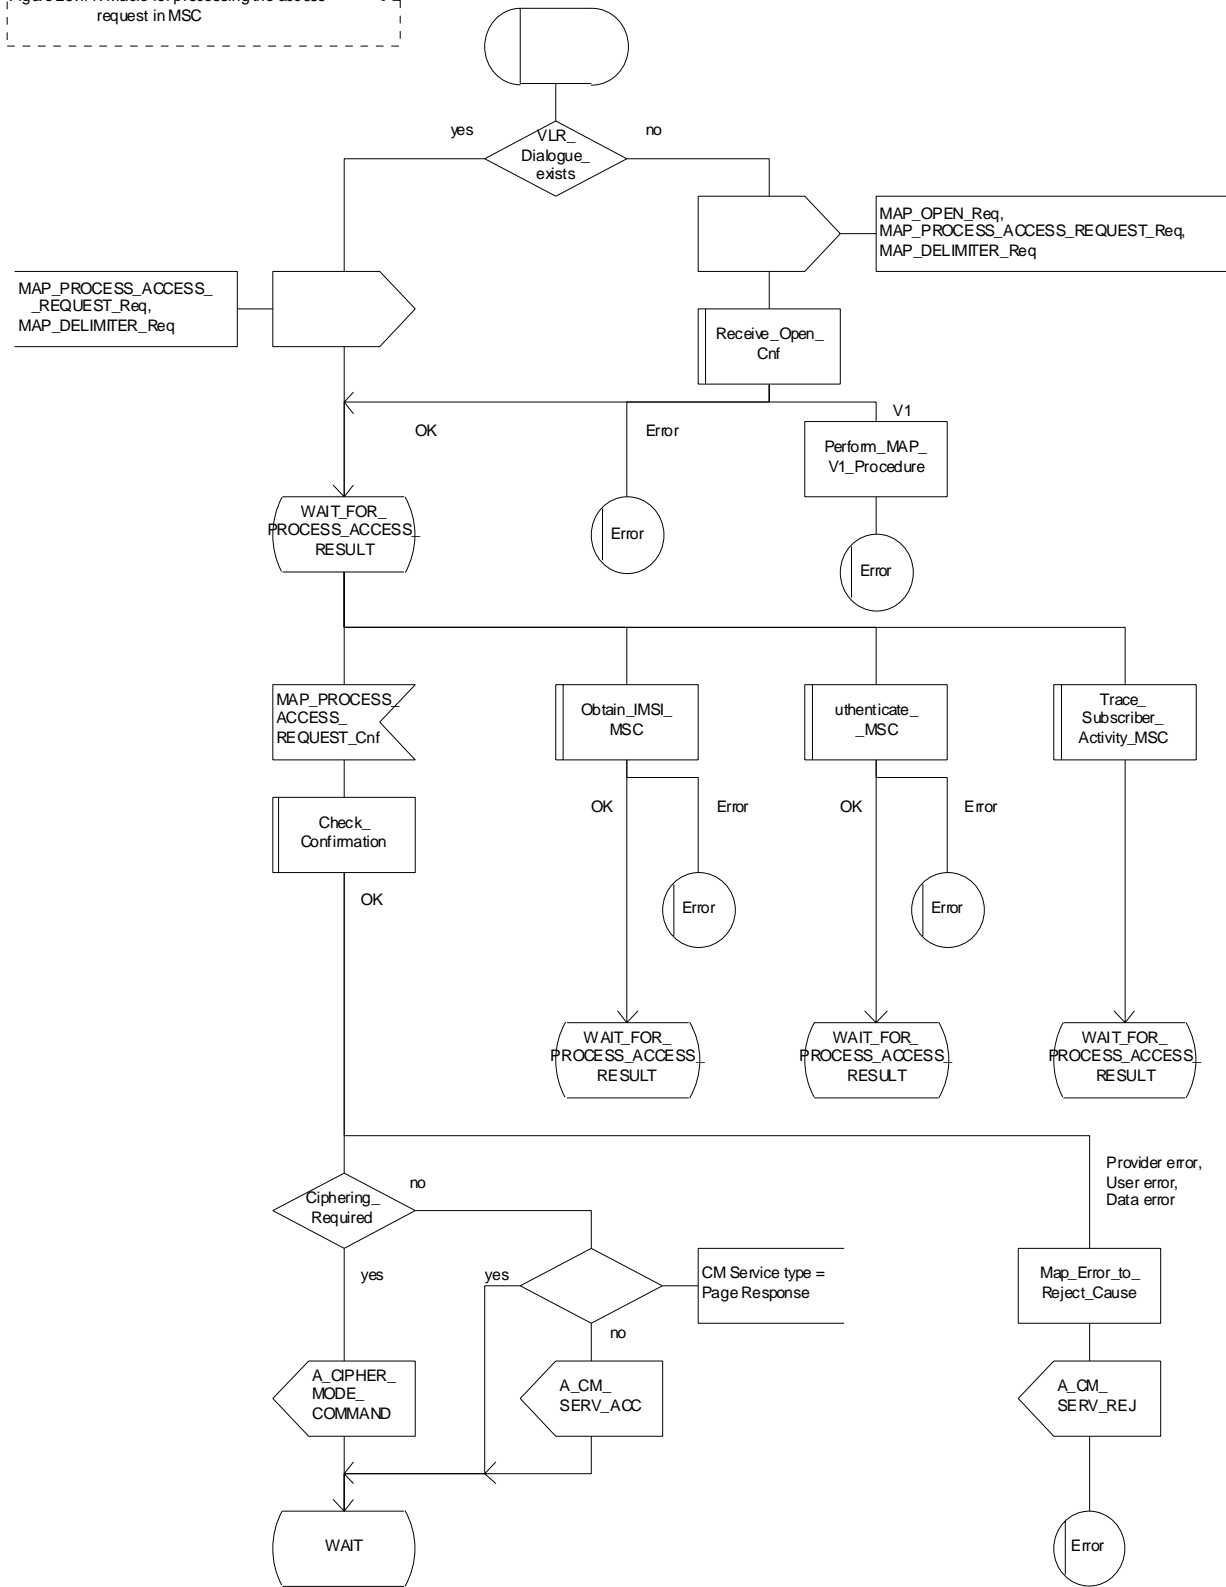 request in MSC
yes
no
VLR_
Dialogue_
exists
MAP_OPEN_Req,
MAP_PROCESS_ACCESS_REQUEST_Req,
MAP_DELIMITER_Req
MAP_PROCESS_ACCESS_
_REQUEST_Req,
MAP_DELIMITER_Req
Receive_Open_
Cnf
OK
Error
V1
Perform_MAP_
V1_Procedure
WAIT_FOR_
PROCESS_ACCESS_
RESULT
Error
Error
MAP_PROCESS_
ACCESS_
REQUEST_Cnf
Obtain_IMSI_
MSC
uthenticate_
_MSC
Trace_
Subscriber_
Activity_MSC
OK
Error
OK
Error
Check_
Confirmation
OK
Error
Error
WAIT_FOR_
PROCESS_ACCESS_
RESULT
WAIT_FOR_
PROCESS_ACCESS_
RESULT
WAIT_FOR_
PROCESS_ACCESS_
RESULT
Provider error,
User error,
Data error
Ciphering_
Required
no
yes
yes
CM Service type =
Page Response
no
Map_Error_to_
Reject_Cause
A_CIPHER_
MODE_
COMMAND
A_CM_
SERV_ACC
A_CM_
SERV_REJ
WAIT
Error